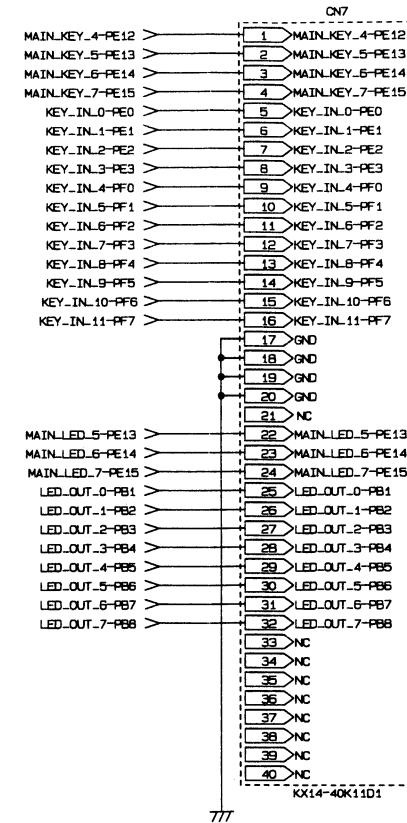 CN7
MAIN_KEY_4-PE12 1 MAIN_KEY_4-PE12
MAIN_KEY_5-PE13 2 MAIN_KEY_5-PE13
MAIN_KEY_6-PE14 3 MAIN_KEY_6-PE14
MAIN_KEY_7-PE15 4 MAIN_KEY_7-PE15
KEY_IN_0-PE0 5 KEY_IN_0-PE0
KEY_IN_1-PE1 6 KEY_IN_1-PE1
KEY_IN_2-PE2 7 KEY_IN_2-PE2
KEY_IN_3-PE3 8 KEY_IN_3-PE3
KEY_IN_4-PF0 9 KEY_IN_4-PF0
KEY_IN_5-PF1 10 KEY_IN_5-PF1
KEY_IN_6-PF2 11 KEY_IN_6-PF2
KEY_IN_7-PF3 12 KEY_IN_7-PF3
KEY_IN_8-PF4 13 KEY_IN_8-PF4
KEY_IN_9-PF5 14 KEY_IN_9-PF5
KEY_IN_10-PF6 15 KEY_IN_10-PF6
KEY_IN_11-PF7 16 KEY_IN_11-PF7
17 GND
18 GND
19 GND
20 GND
21 NC
MAIN_LED_5-PE13 22 MAIN_LED_5-PE13
MAIN_LED_6-PE14 23 MAIN_LED_6-PE14
MAIN_LED_7-PE15 24 MAIN_LED_7-PE15
LED_OUT_0-PB1 25 LED_OUT_0-PB1
LED_OUT_1-PB2 26 LED_OUT_1-PB2
LED_OUT_2-PB3 27 LED_OUT_2-PB3
LED_OUT_3-PB4 28 LED_OUT_3-PB4
LED_OUT_4-PB5 29 LED_OUT_4-PB5
LED_OUT_5-PB6 30 LED_OUT_5-PB6
LED_OUT_6-PB7 31 LED_OUT_6-PB7
LED_OUT_7-PB8 32 LED_OUT_7-PB8
33 NC
34 NC
35 NC
36 NC
37 NC
38 NC
39 NC
40 NC
KX14-40K11D1